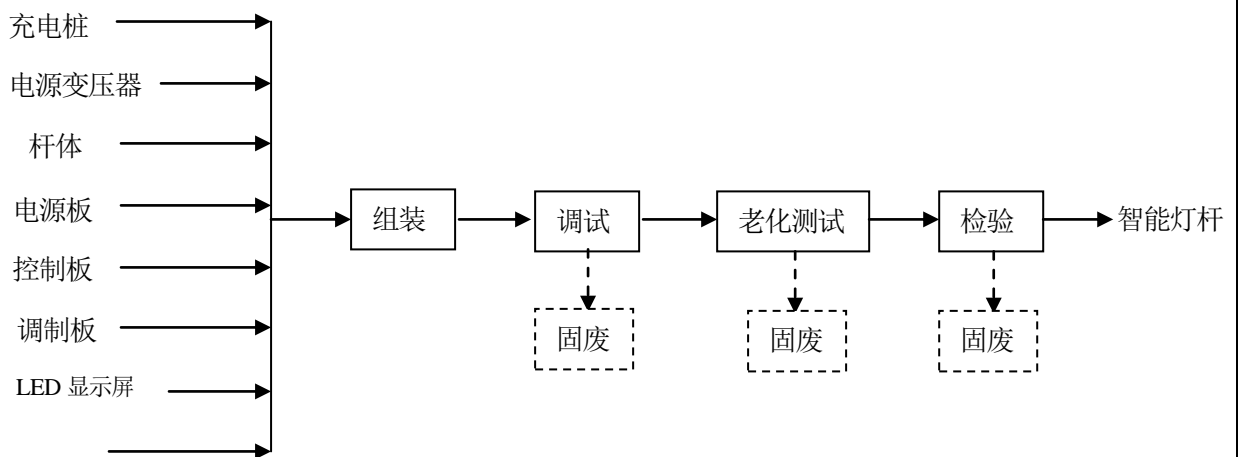 充电桩
电源变压器
杆体
电源板
控制板
调制板
LED 显示屏
组装
调试
老化测试
检验
智能灯杆
固废
固废
固废